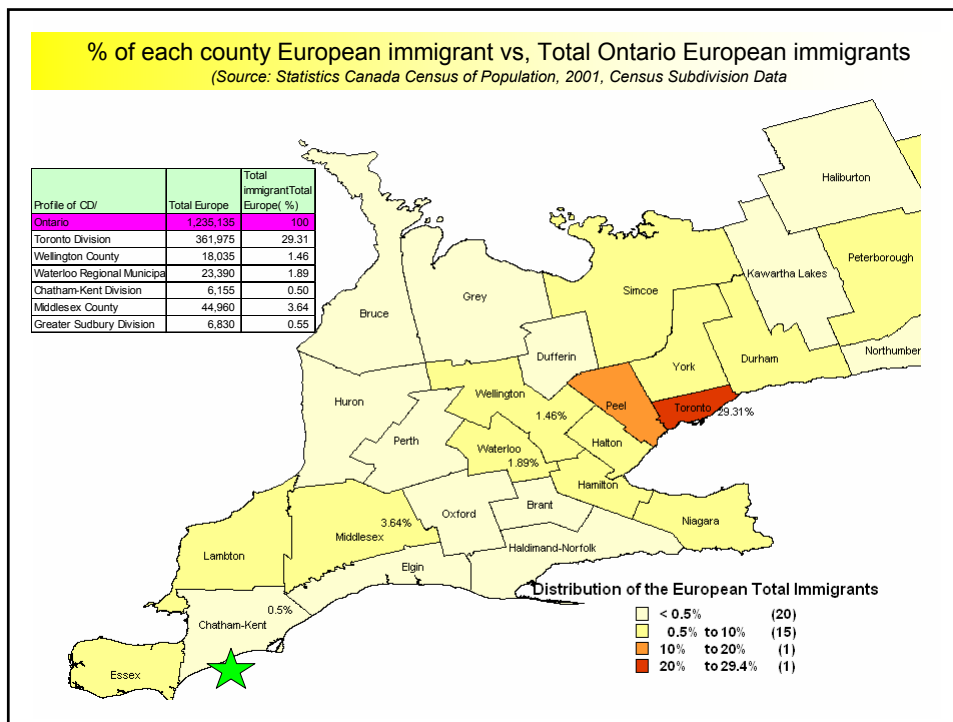 % of each county European immigrant vs, Total Ontario European immigrants
(Source: Statistics Canada Census of Population, 2001, Census Subdivision Data
Profile of CD/ Total Europe Total immigrantTotal Europe( %)
Ontario 1,235,135 100
Toronto Division 361,975 29.31
Wellington County 18,035 1.46
Waterloo Regional Municipa 23,390 1.89
Chatham-Kent Division 6,155 0.50
Middlesex County 44,960 3.64
Greater Sudbury Division 6,830 0.55
Haliburton
Kawartha Lakes
Peterborough
Simcoe
Grey
Bruce
Northumber
Dufferin
York
Durham
Wellington
1.46%
Huron
Peel
Toronto
29.31%
Perth
Waterloo
1.89%
Halton
Hamilton
Oxford
Brant
Niagara
3.64%
Middlesex
Haldimand-Norfolk
Lambton
Elgin
0.5%
Chatham-Kent
Essex
Distribution of the European Total Immigrants
< 0.5% (20)
0.5% to 10% (15)
10% to 20% (1)
20% to 29.4% (1)